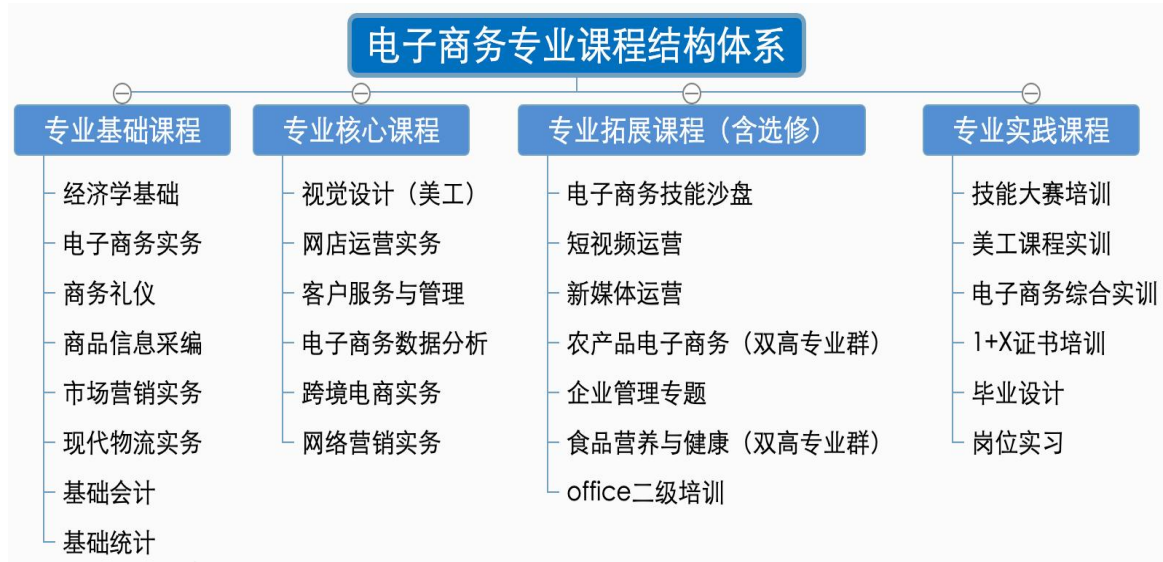 电子商务专业课程结构体系
专业基础课程
经济学基础
电子商务实务
商务礼仪
商品信息采编
市场营销实务
现代物流实务
基础会计
基础统计
专业核心课程
视觉设计（美工）
网店运营实务
客户服务与管理
电子商务数据分析
跨境电商实务
网络营销实务
专业拓展课程（含选修）
电子商务技能沙盘
短视频运营
新媒体运营
农产品电子商务（双高专业群）
企业管理专题
食品营养与健康（双高专业群）
office二级培训
专业实践课程
技能大赛培训
美工课程实训
电子商务综合实训
1+X证书培训
毕业设计
岗位实习